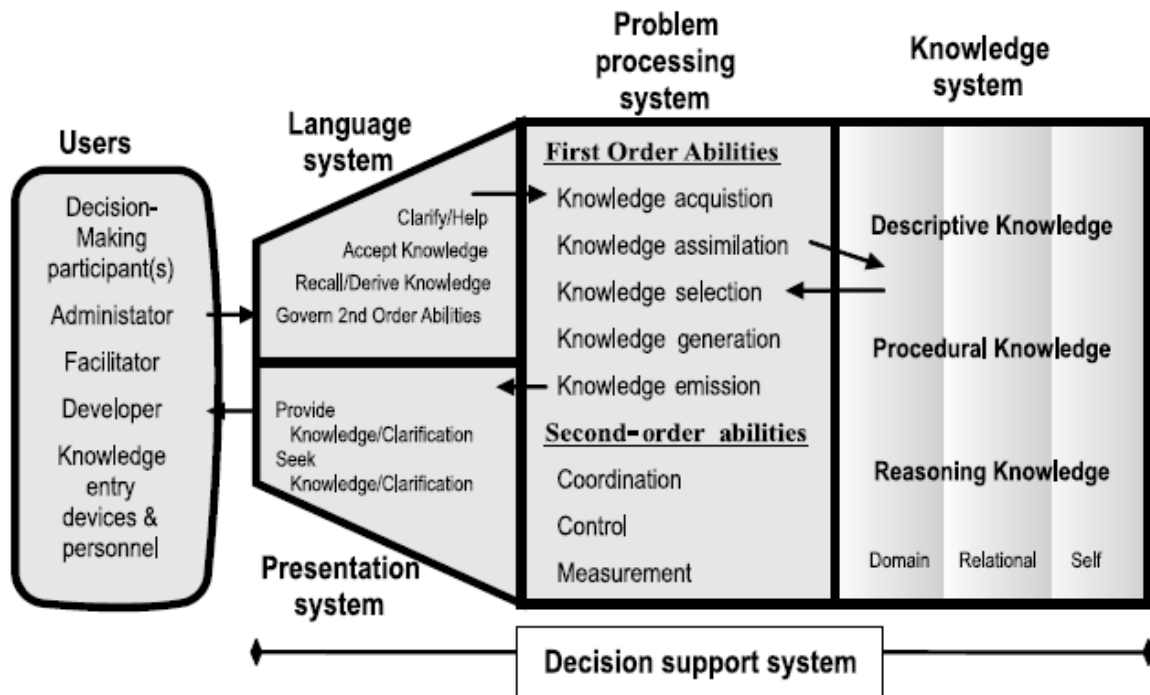 Users
Decision-
Making
participant(s)
Administator
Facilitator
Developer
Knowledge
entry
devices &
personnel
Language
system
Clarify/Help
Accept Knowledge
Recall/Derive Knowledge
Govern 2nd Order Abilities
Provide
Knowledge/Clarification
Seek
Knowledge/Clarification
Presentation
system
Problem
processing
system
First Order Abilities
Knowledge acquistion
Knowledge assimilation
Knowledge selection
Knowledge generation
Knowledge emission
Second-order abilities
Coordination
Control
Measurement
Knowledge
system
Descriptive Knowledge
Procedural Knowledge
Reasoning Knowledge
Domain Relational Self
Decision support system